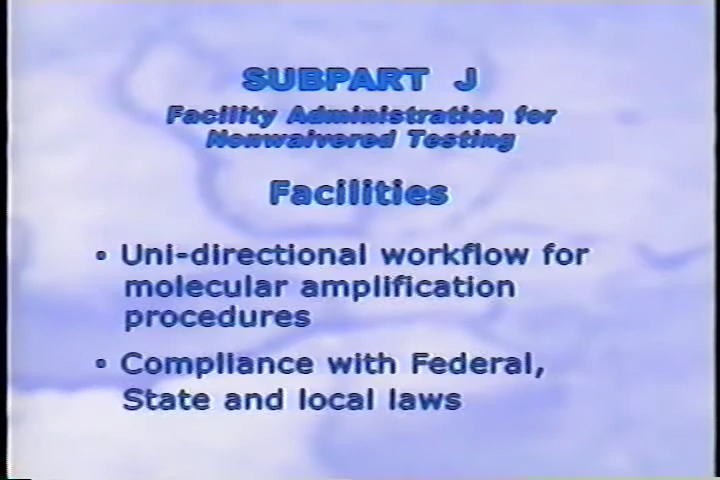 SUBPART J
Facility Administration for
Nonwaivered Testing
Facilities
• Uni-directional workflow for
molecular amplification
procedures
• Compliance with Federal,
State and local laws